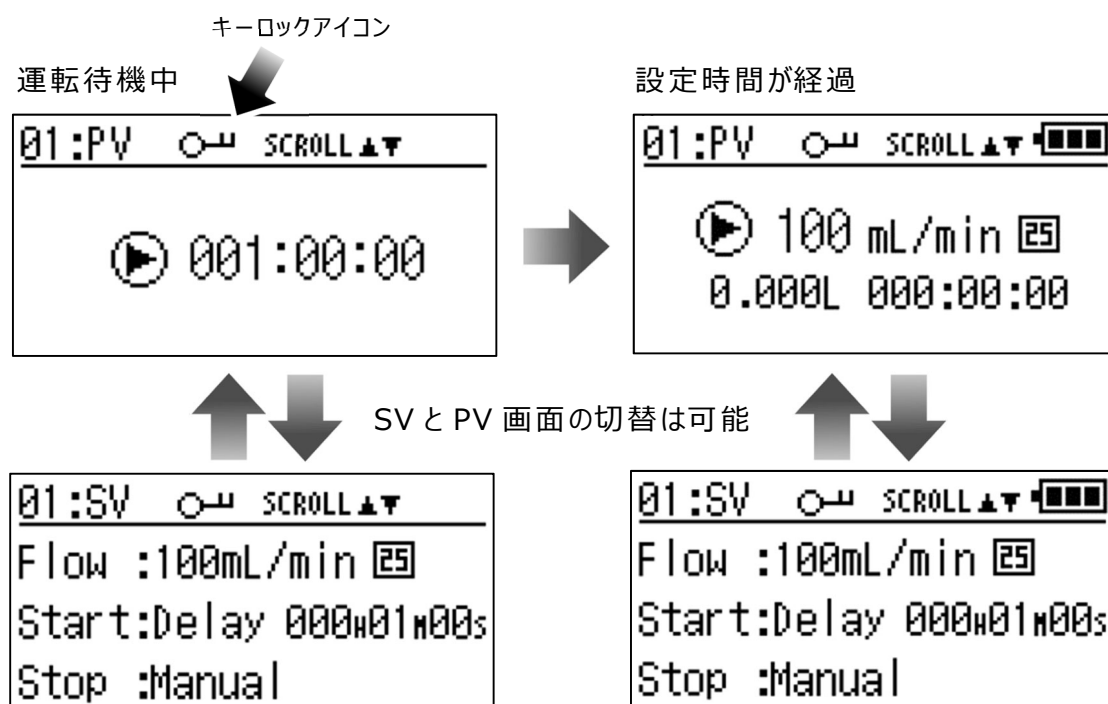 キーロックアイコン
運転待機中
01:PV SCROLL▲▼
001:00:00
設定時間が経過
01:PV SCROLL▲▼
100 mL/min 25
0.000L 000:00:00
SVとPV 画面の切替は可能
01:SV SCROLL▲▼
Flow :100mL/min 25
Start:Delay 000H01M00s
Stop :Manual
01:SV SCROLL▲▼
Flow :100mL/min 25
Start:Delay 000H01M00s
Stop :Manual